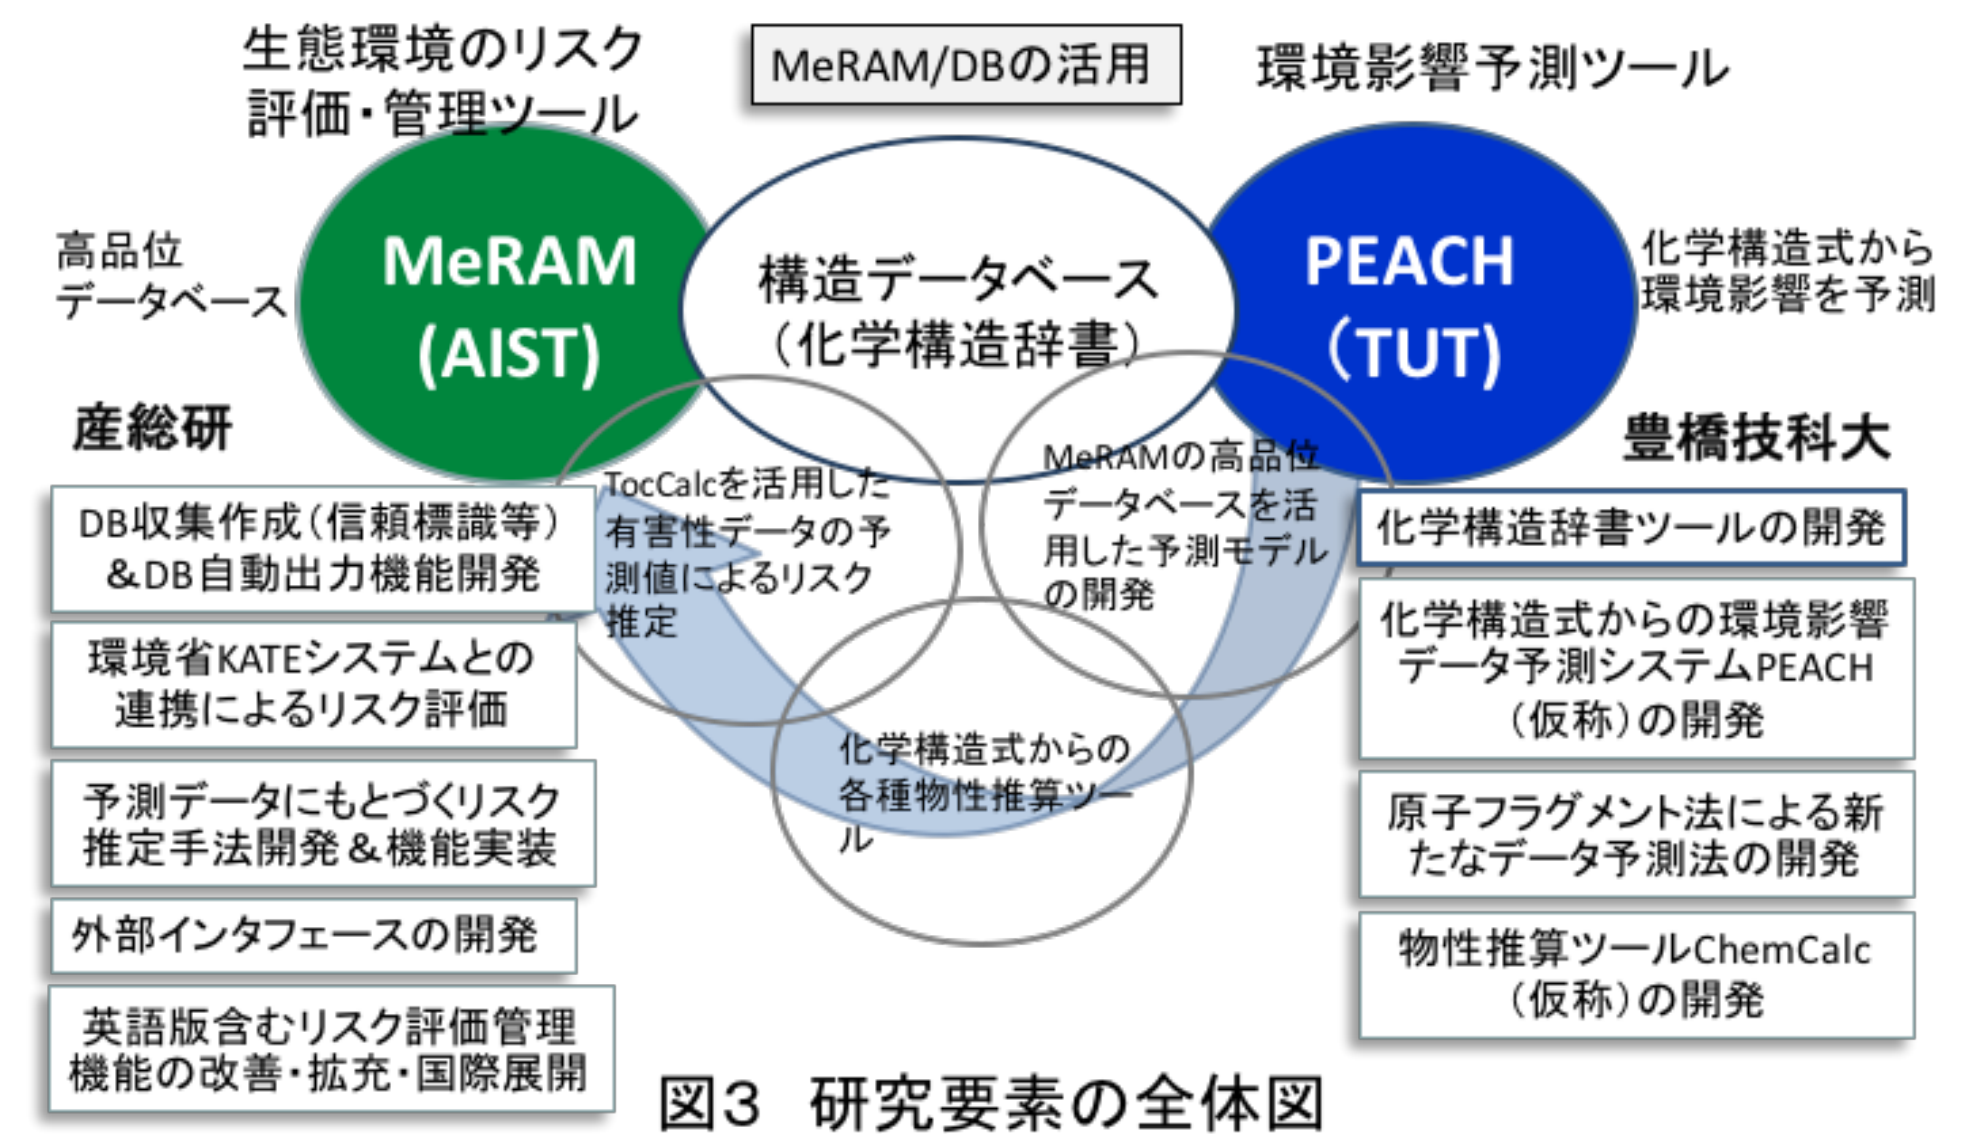 生態環境のリスク
評価・管理ツール
MeRAM/DBの活用
環境影響予測ツール
高品位
データベース
MeRAM
(AIST)
構造データベース
（化学構造辞書）
PEACH
（TUT)
化学構造式から
環境影響を予測
産総研
豊橋技科大
DB収集作成（信頼標識等）
＆DB自動出力機能開発
環境省KATEシステムとの
連携によるリスク評価
予測データにもとづくリスク
推定手法開発＆機能実装
外部インタフェースの開発
英語版含むリスク評価管理
機能の改善・拡充・国際展開
TocCalcを活用した
有害性データの予
測値によるリスク
推定
MeRAMの高品位
データベースを活
用した予測モデル
の開発
化学構造式からの
各種物性推算ツー
ル
化学構造辞書ツールの開発
化学構造式からの環境影響
データ予測システムPEACH
（仮称）の開発
原子フラグメント法による新
たなデータ予測法の開発
物性推算ツールChemCalc
（仮称）の開発
図３　研究要素の全体図